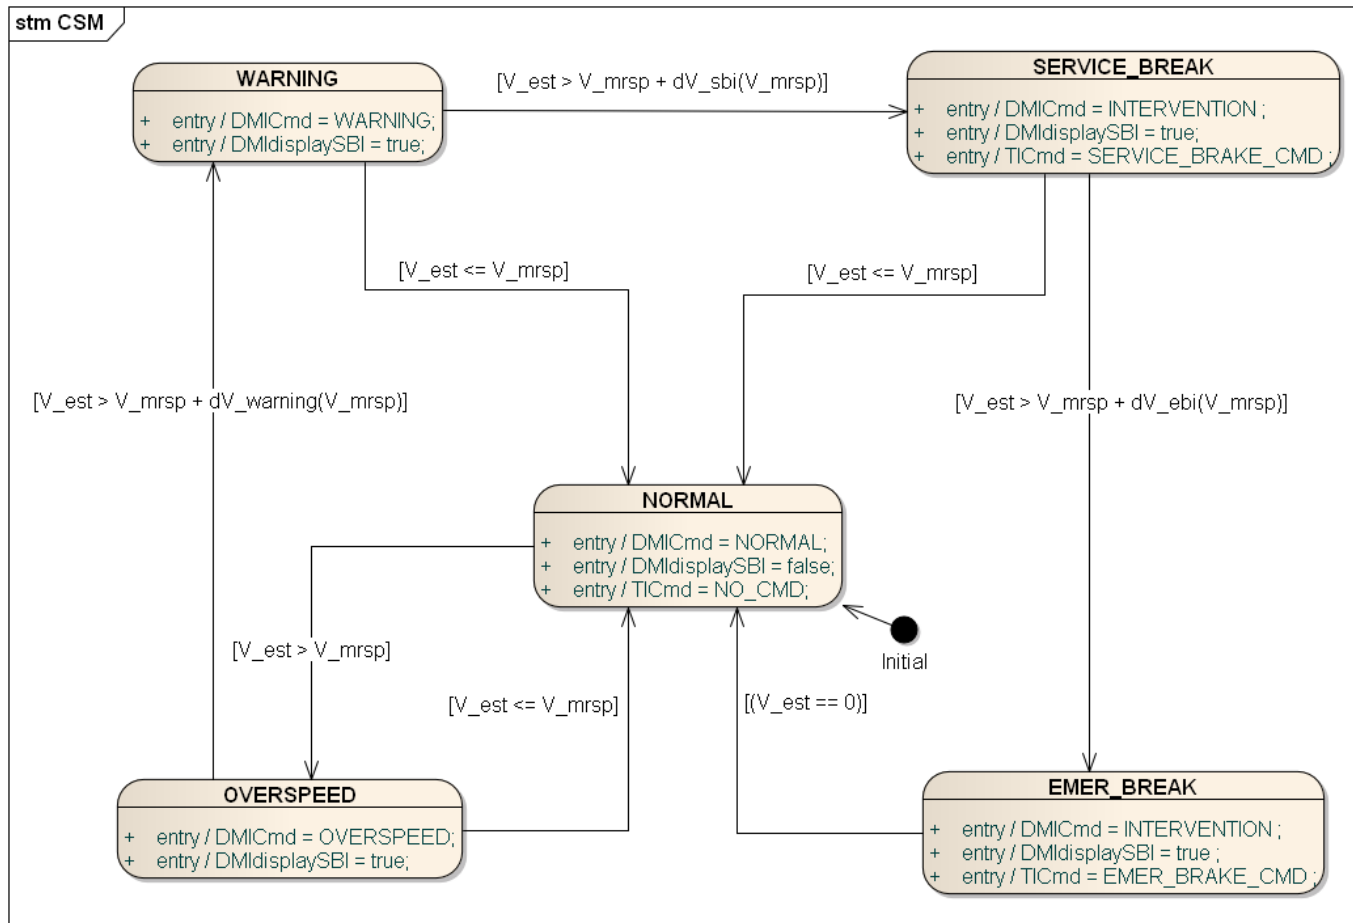 stm CSM
WARNING
+ entry / DMICmd = WARNING;
+ entry / DMIdisplaySBI = true;
[V_est > V_mrsp + dV_sbi(V_mrsp)]
SERVICE_BREAK
+ entry / DMICmd = INTERVENTION ;
+ entry / DMIdisplaySBI = true;
+ entry / TICmd = SERVICE_BRAKE_CMD ;
[V_est <= V_mrsp]
[V_est <= V_mrsp]
[V_est > V_mrsp + dV_warning(V_mrsp)]
[V_est > V_mrsp + dV_ebi(V_mrsp)]
NORMAL
+ entry / DMICmd = NORMAL;
+ entry / DMIdisplaySBI = false;
+ entry / TICmd = NO_CMD;
Initial
[V_est > V_mrsp]
[V_est <= V_mrsp]
[(V_est == 0)]
OVERSPEED
+ entry / DMICmd = OVERSPEED;
+ entry / DMIdisplaySBI = true;
EMER_BREAK
+ entry / DMICmd = INTERVENTION ;
+ entry / DMIdisplaySBI = true ;
+ entry / TICmd = EMER_BRAKE_CMD ;